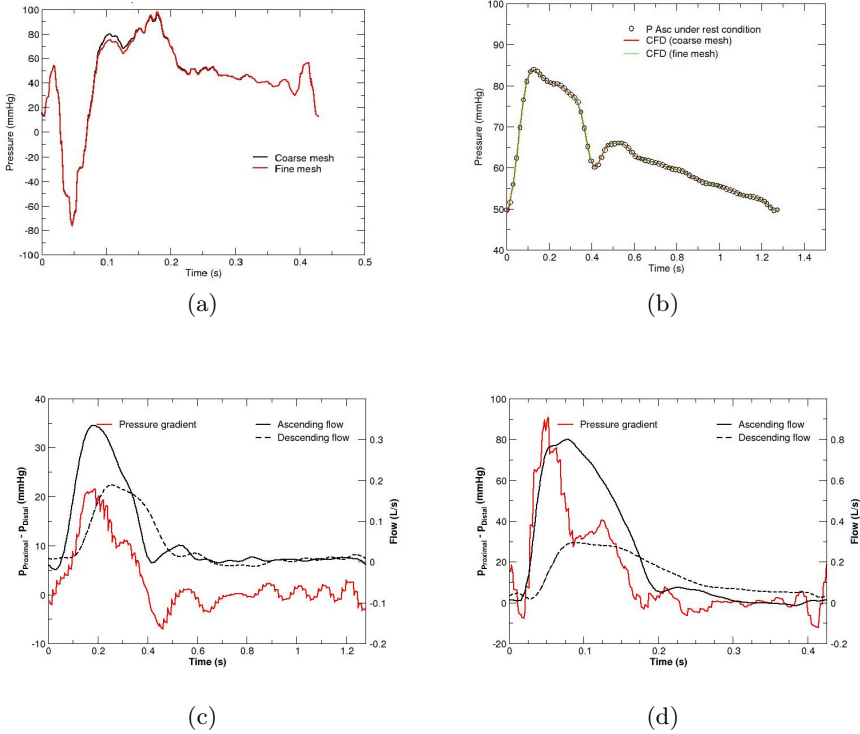 100
80
60
40
20
0
-20
-40
-60
-80
-100
Pressure (mmHg)
Coarse mesh
Fine mesh
0 0.1 0.2 0.3 0.4 0.5
Time (s)
(a)
100
90
80
70
60
50
40
Pressure (mmHg)
P Asc under rest condition
CFD (coarse mesh)
CFD (fine mesh)
0 0.2 0.4 0.6 0.8 1 1.2 1.4
Time (s)
(b)
40
30
20
10
0
-10
P Proximal - P Distal (mmHg)
Pressure gradient
Ascending flow
Descending flow
0.3
0.2
0.1
0
-0.1
-0.2
Flow (L/s)
0 0.2 0.4 0.6 0.8 1 1.2
Time (s)
(c)
100
80
60
40
20
0
-20
P Proximal - P Distal (mmHg)
Pressure gradient
Ascending flow
Descending flow
0.8
0.6
0.4
0.2
0
-0.2
Flow (L/s)
0 0.1 0.2 0.3 0.4
Time (s)
(d)